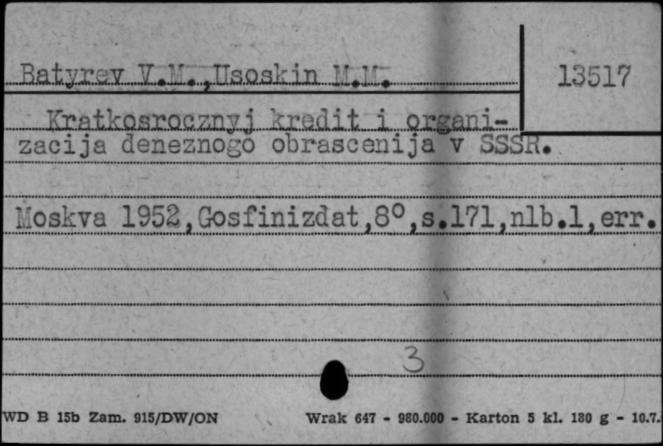 Batyrev V.M.,Usoskin M.M.
13517
Kratkosrocznyj kredit i organi-
zacija deneznogo obrascenija v SSSR.
Moskva 1952,Gosfinizdat,8°,s.171,nlb.1,err.
3
WD B 15b Zam. 915/DW/ON Wrak 647 - 980.000 - Karton 5 kl. 180 g - 10.7.